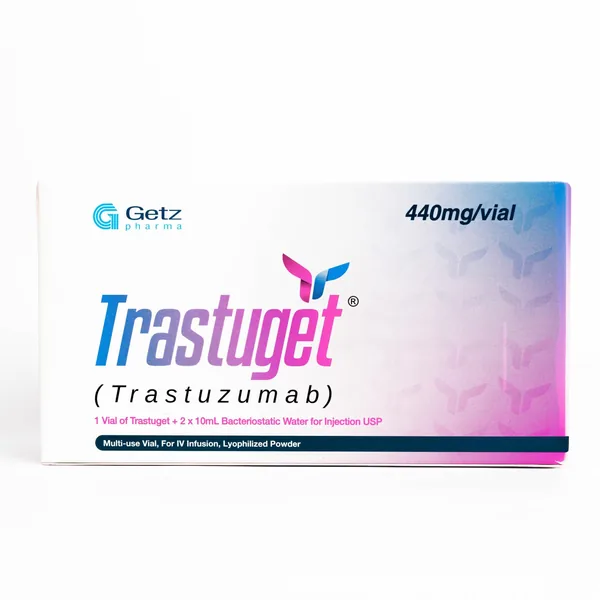 Getz
pharma
440mg/vial
Trastuget®
(Trastuzumab)
1 Vial of Trastuget + 2 x 10mL Bacteriostatic Water for Injection USP
Multi-use Vial, For IV Infusion, Lyophilized Powder